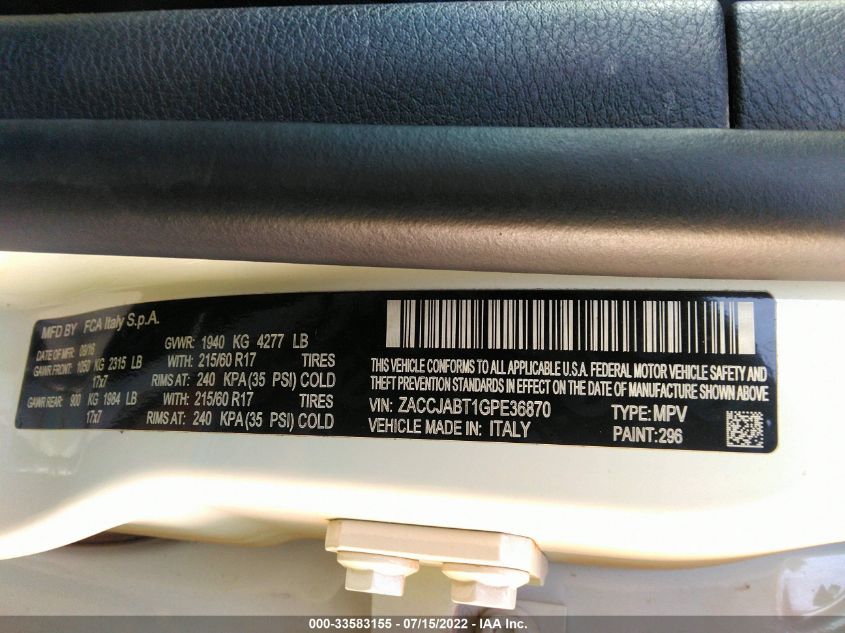 MFD BY FCA Italy S.p.A.
DATE OF MFR 09/16 GVWR: 1940 KG 4277 LB
GAWR FRONT: 1050 KG 2315 LB WITH: 215/60 R17 TIRES
17x7 RIMS AT: 240 KPA(35 PSI) COLD
GAWR REAR: 900 KG 1984 LB WITH: 215/60 R17 TIRES
17x7 RIMS AT: 240 KPA(35 PSI) COLD
THIS VEHICLE CONFORMS TO ALL APPLICABLE U.S.A. FEDERAL MOTOR VEHICLE SAFETY AND
THEFT PREVENTION STANDARDS IN EFFECT ON THE DATE OF MANUFACTURE SHOWN ABOVE
VIN: ZACCJABT1GPE36870 TYPE:MPV
VEHICLE MADE IN: ITALY PAINT:296
000-33583155 - 07/15/2022 - IAA Inc.